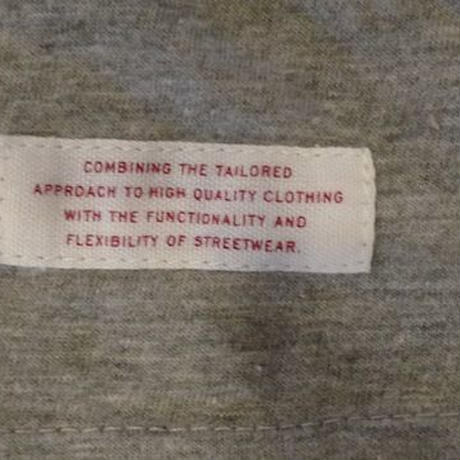 COMBINING THE TAILORED
APPROACH TO HIGH QUALITY CLOTHING
WITH THE FUNCTIONALITY AND
FLEXIBILITY OF STREETWEAR.